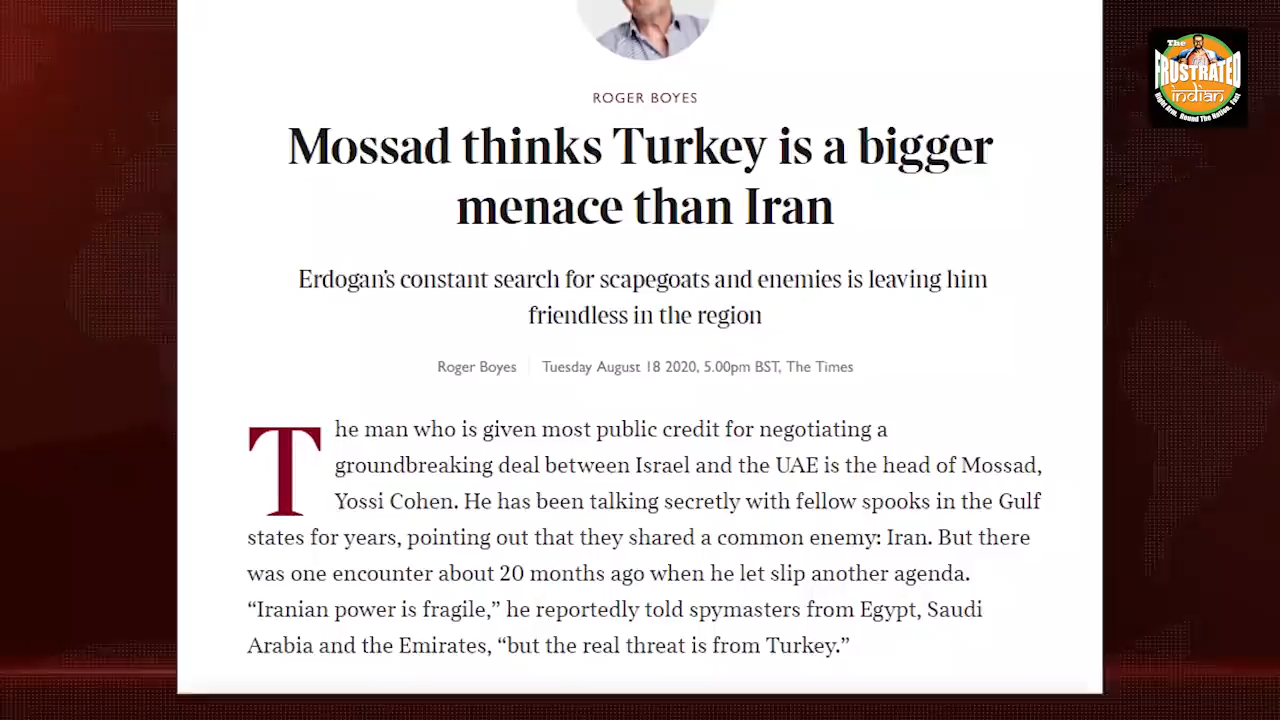 The
FRUSTRATED
indian
Right Arm, Round The Nation, Fast
ROGER BOYES
Mossad thinks Turkey is a bigger
menace than Iran
Erdogan's constant search for scapegoats and enemies is leaving him
friendless in the region
Roger Boyes | Tuesday August 18 2020, 5.00pm BST, The Times
The man who is given most public credit for negotiating a
groundbreaking deal between Israel and the UAE is the head of Mossad,
Yossi Cohen. He has been talking secretly with fellow spooks in the Gulf
states for years, pointing out that they shared a common enemy: Iran. But there
was one encounter about 20 months ago when he let slip another agenda.
“Iranian power is fragile,” he reportedly told spymasters from Egypt, Saudi
Arabia and the Emirates, “but the real threat is from Turkey.”